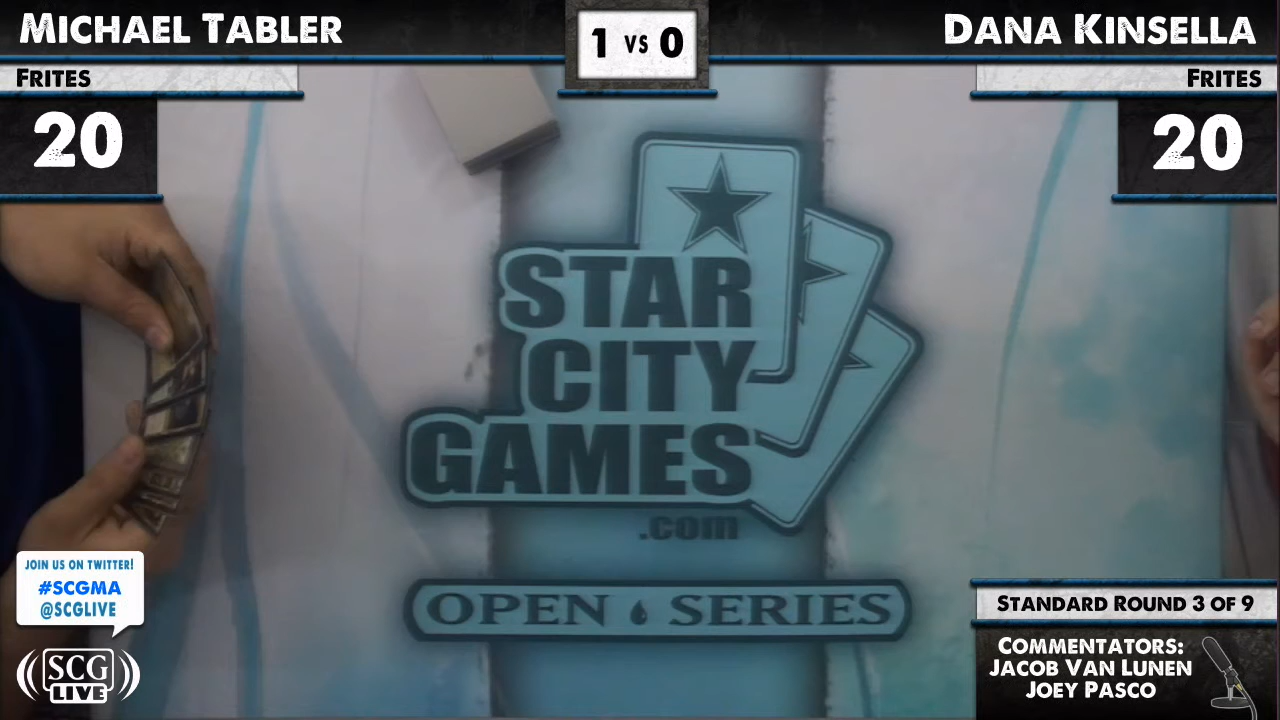 MICHAEL TABLER
1 VS 0
DANA KINSELLA
FRITES
FRITES
20
20
STAR
CITY
GAMES
.com
OPEN SERIES
JOIN US ON TWITTER!
#SCGMA
@SCGLIVE
SCG
LIVE
STANDARD ROUND 3 OF 9
COMMENTATORS:
JACOB VAN LUNEN
JOEY PASCO